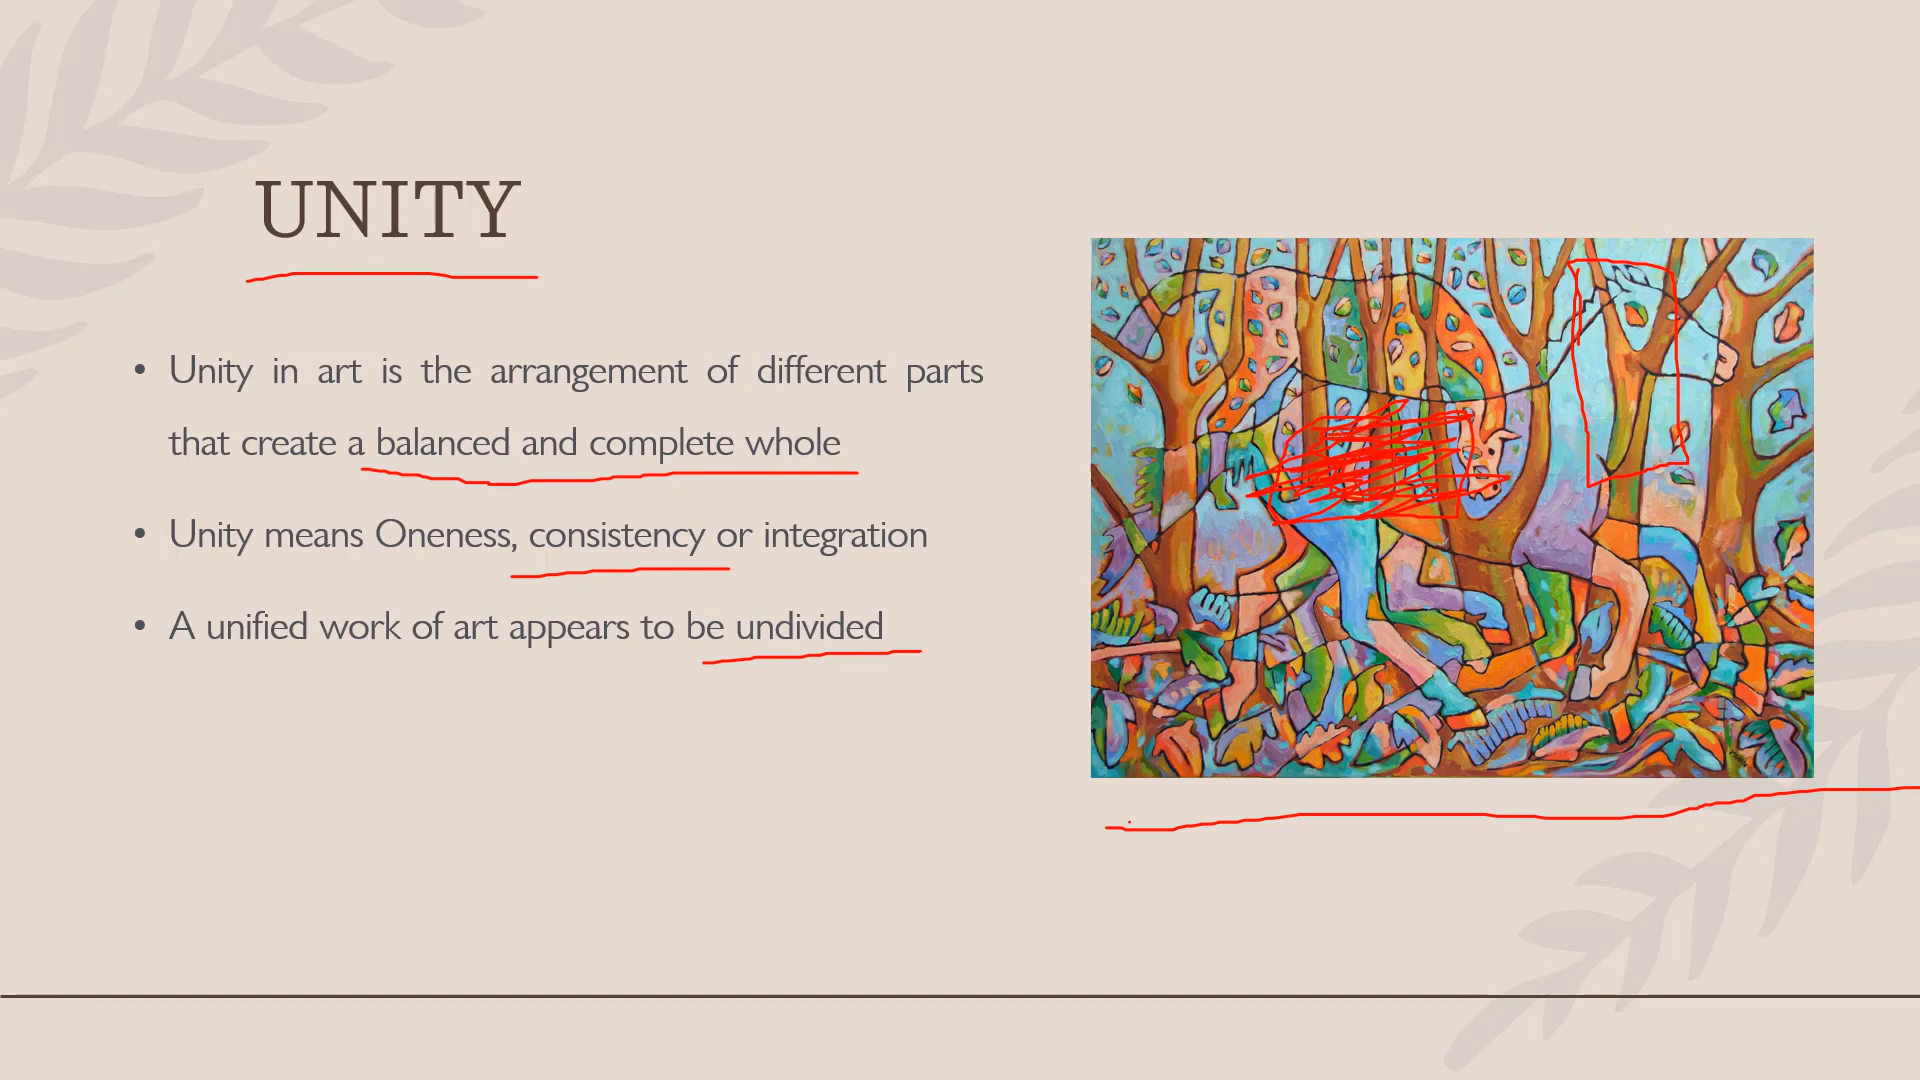 UNITY
• Unity in art is the arrangement of different parts
that create a balanced and complete whole
• Unity means Oneness, consistency or integration
• A unified work of art appears to be undivided